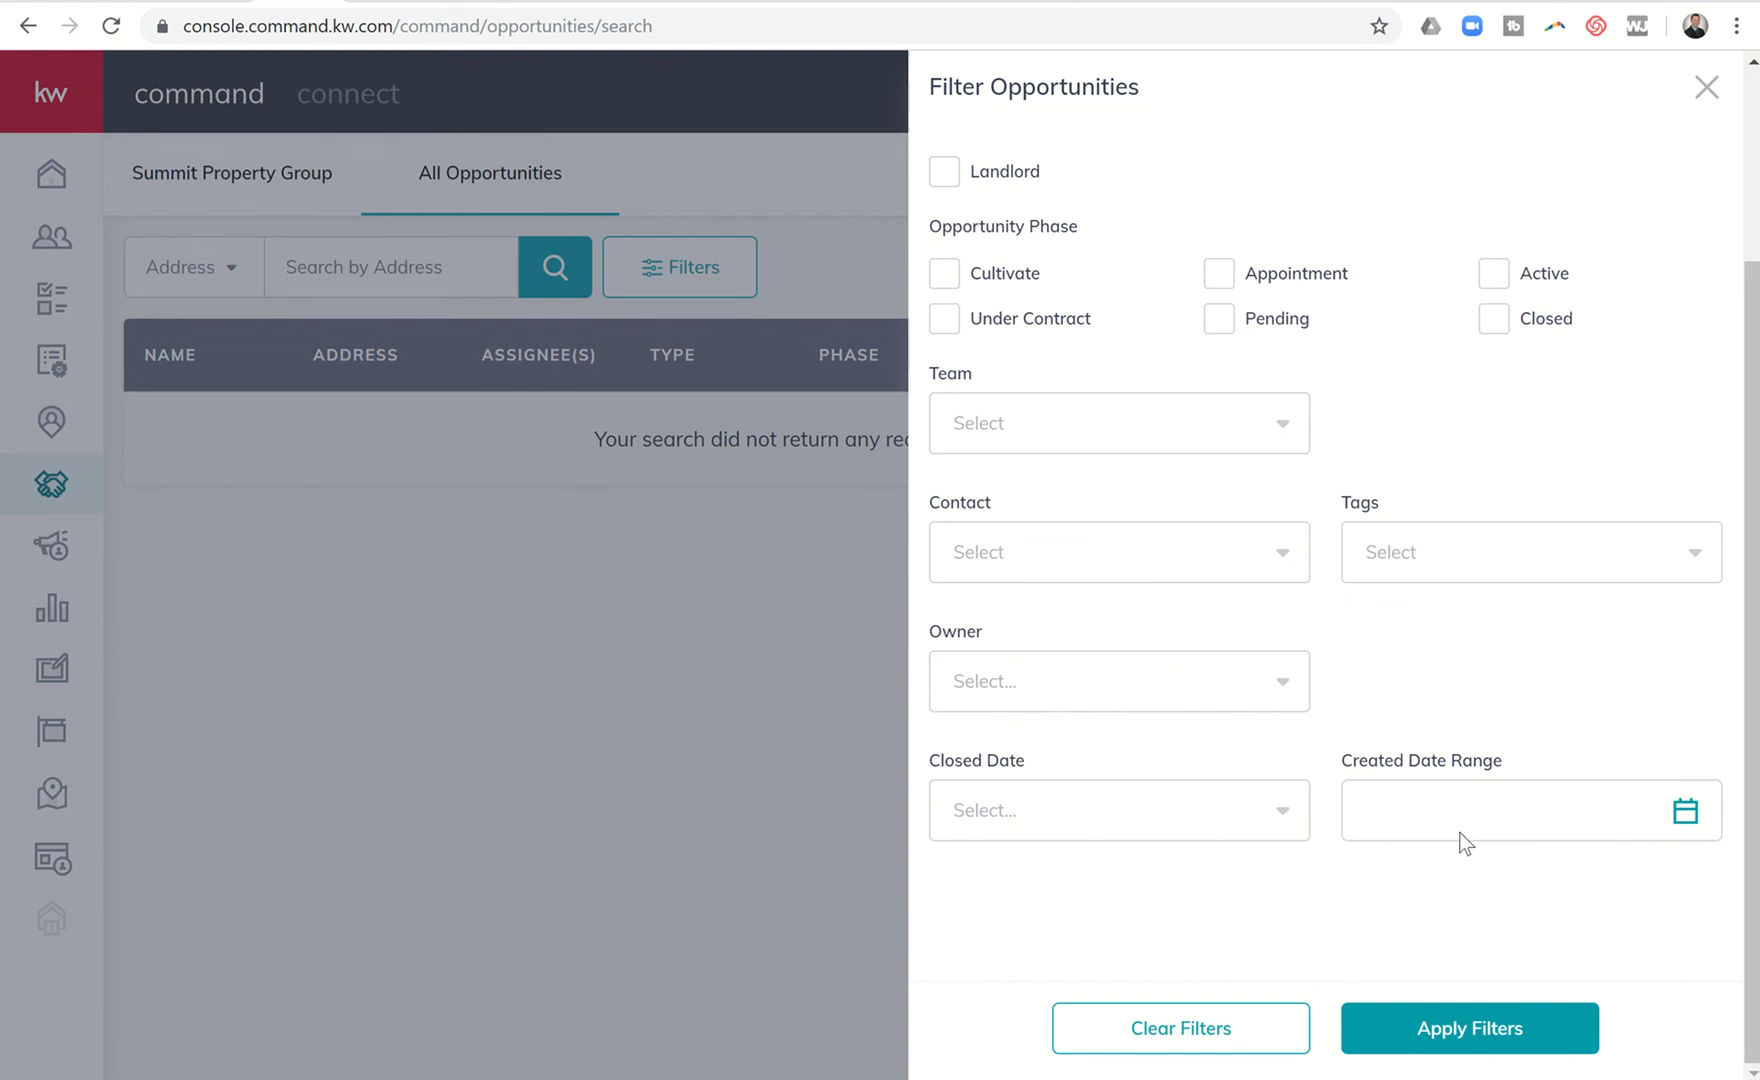 console.command.kw.com/command/opportunities/search
kw command connect
Summit Property Group All Opportunities
Address Search by Address Filters
NAME ADDRESS ASSIGNEE(S) TYPE PHASE
Your search did not return any rec
Filter Opportunities
Landlord
Opportunity Phase
Cultivate Appointment Active
Under Contract Pending Closed
Team
Select
Contact Tags
Select Select
Owner
Select...
Closed Date Created Date Range
Select...
Clear Filters Apply Filters